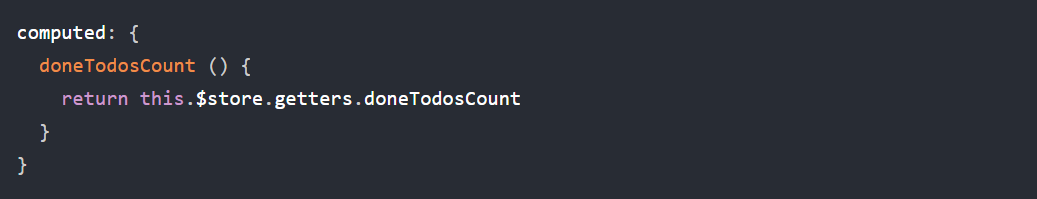 computed: {
  doneTodosCount () {
    return this.$store.getters.doneTodosCount
  }
}